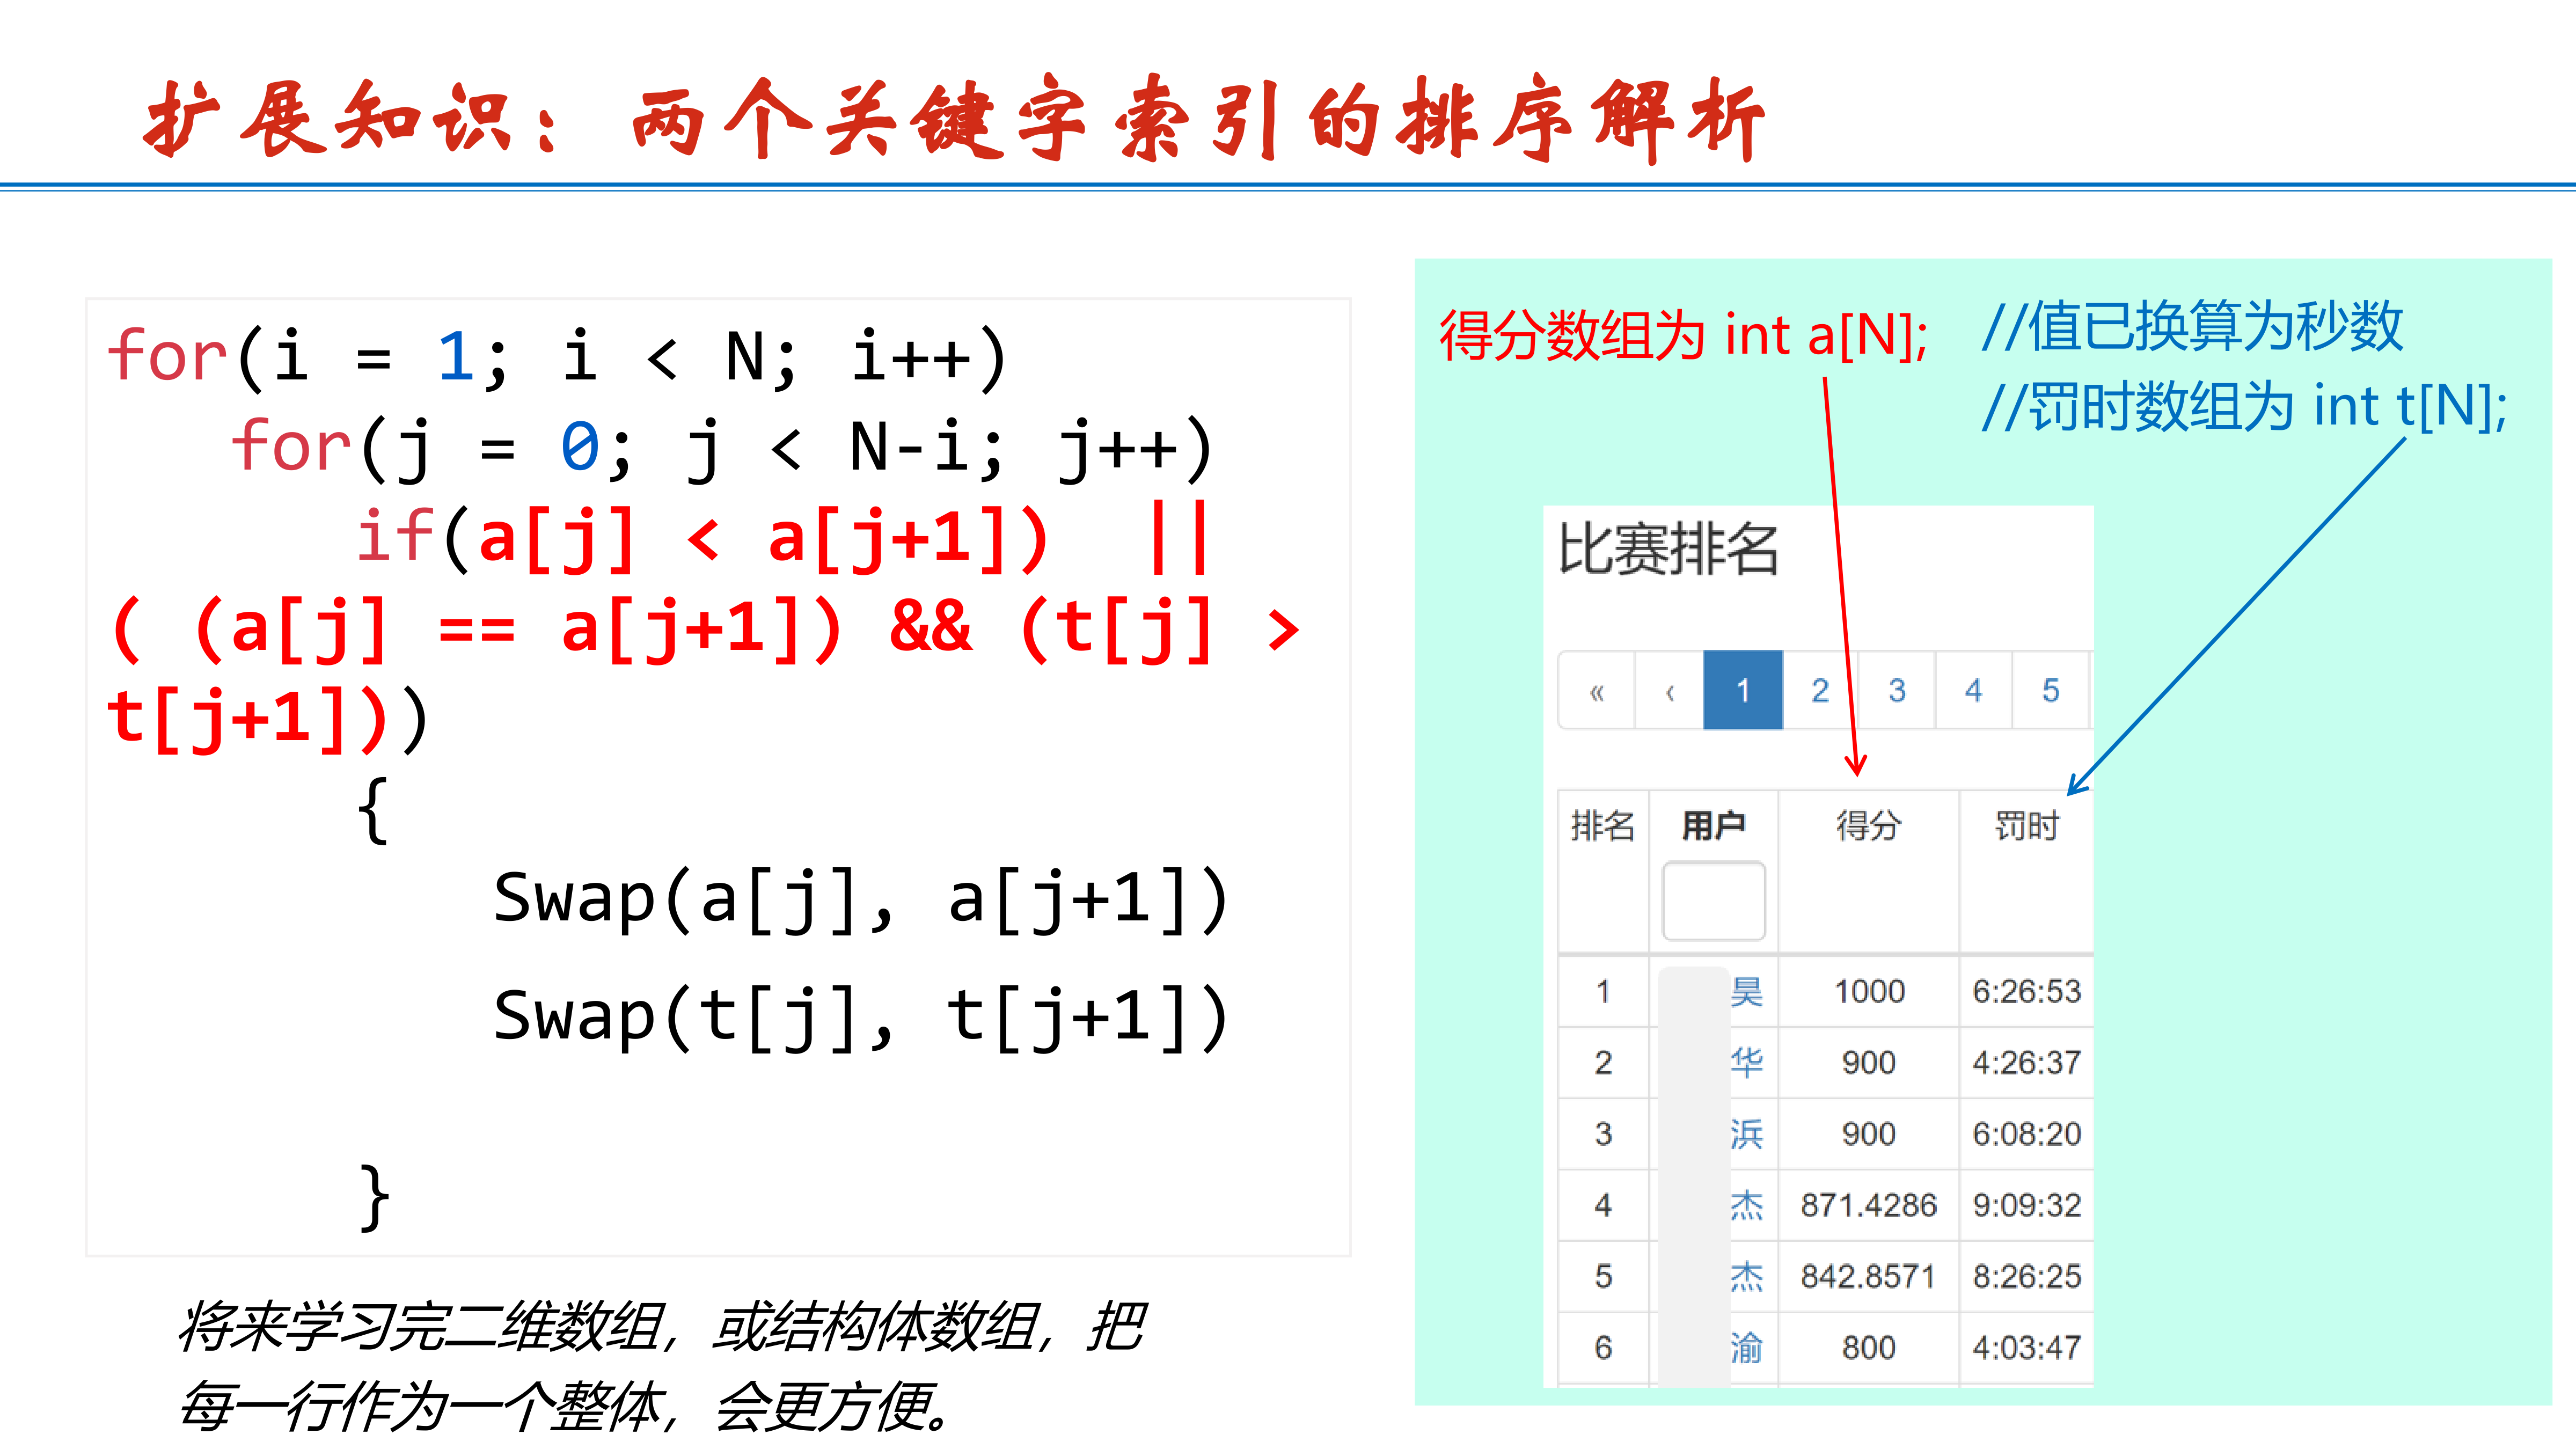 扩展知识：两个关键字索引的排序解析
for(i = 1; i < N; i++)
for(j = 0; j < N-i; j++)
if(a[j] < a[j+1]) ||
( (a[j] == a[j+1]) && (t[j] >
t[j+1]))
{
Swap(a[j], a[j+1])
Swap(t[j], t[j+1])
}
将来学习完二维数组，或结构体数组，把
每一行作为一个整体，会更方便。
得分数组为 int a[N];
//值已换算为秒数
//罚时数组为 int t[N];
比赛排名
« ‹ 1 2 3 4 5
排名 用户 得分 罚时
1 昊 1000 6:26:53
2 华 900 4:26:37
3 浜 900 6:08:20
4 杰 871.4286 9:09:32
5 杰 842.8571 8:26:25
6 渝 800 4:03:47